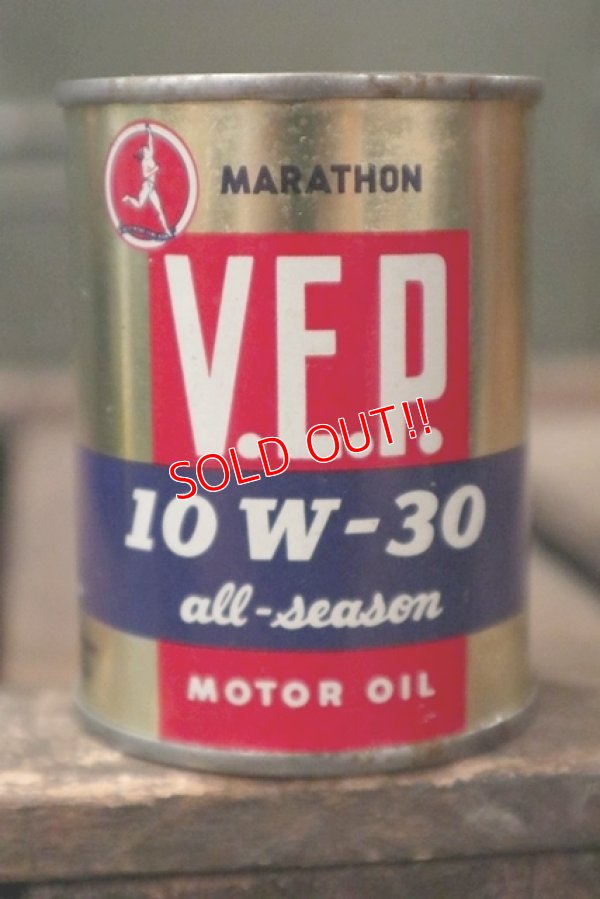 MARATHON
V.E.P.
SOLD OUT!!
10 W-30
all-season
MOTOR OIL